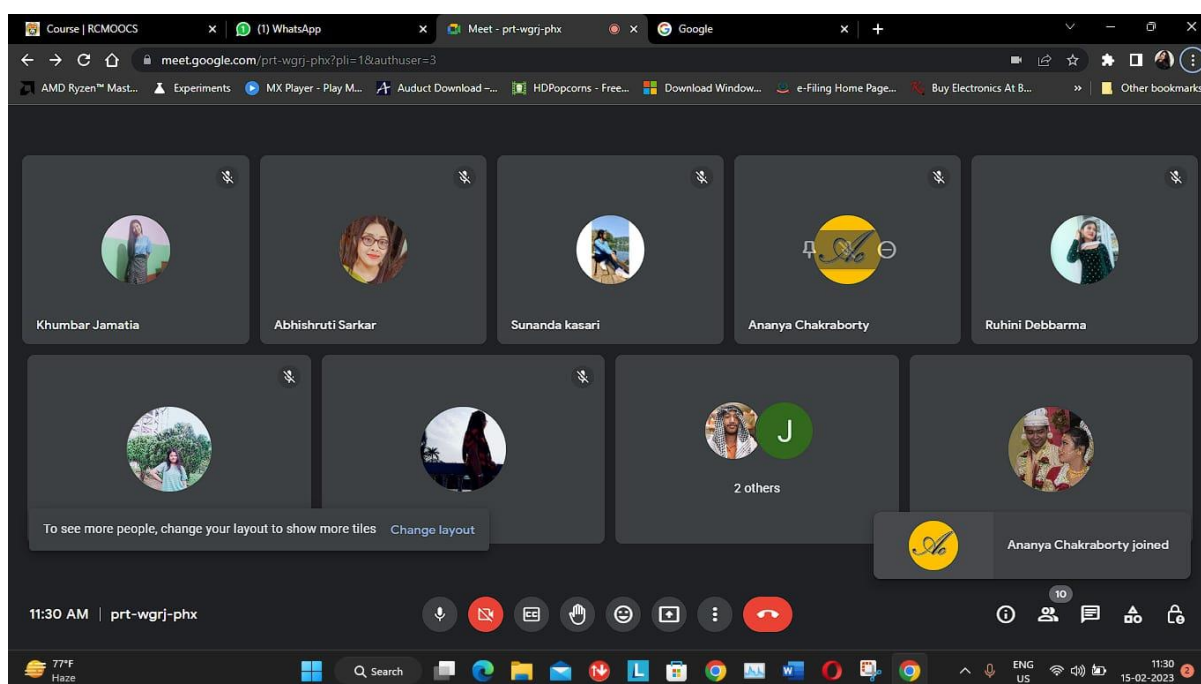 Course | RCMOOCS
(1) WhatsApp
Meet - prt-wgrj-phx
Google
meet.google.com/prt-wgrj-phx?pli=1&authuser=3
AMD Ryzen™ Mast...
Experiments
MX Player - Play M...
Auduct Download –...
HDPopcorns - Free...
Download Window...
e-Filing Home Page...
Buy Electronics At B...
»
Other bookmarks
Khumbar Jamatia
Abhishruti Sarkar
Sunanda kasari
Ananya Chakraborty
Ruhini Debbarma
J
2 others
To see more people, change your layout to show more tiles Change layout
Ananya Chakraborty joined
11:30 AM | prt-wgrj-phx
CC
10
77°F
Haze
Search
ENG
US
11:30
15-02-2023
2